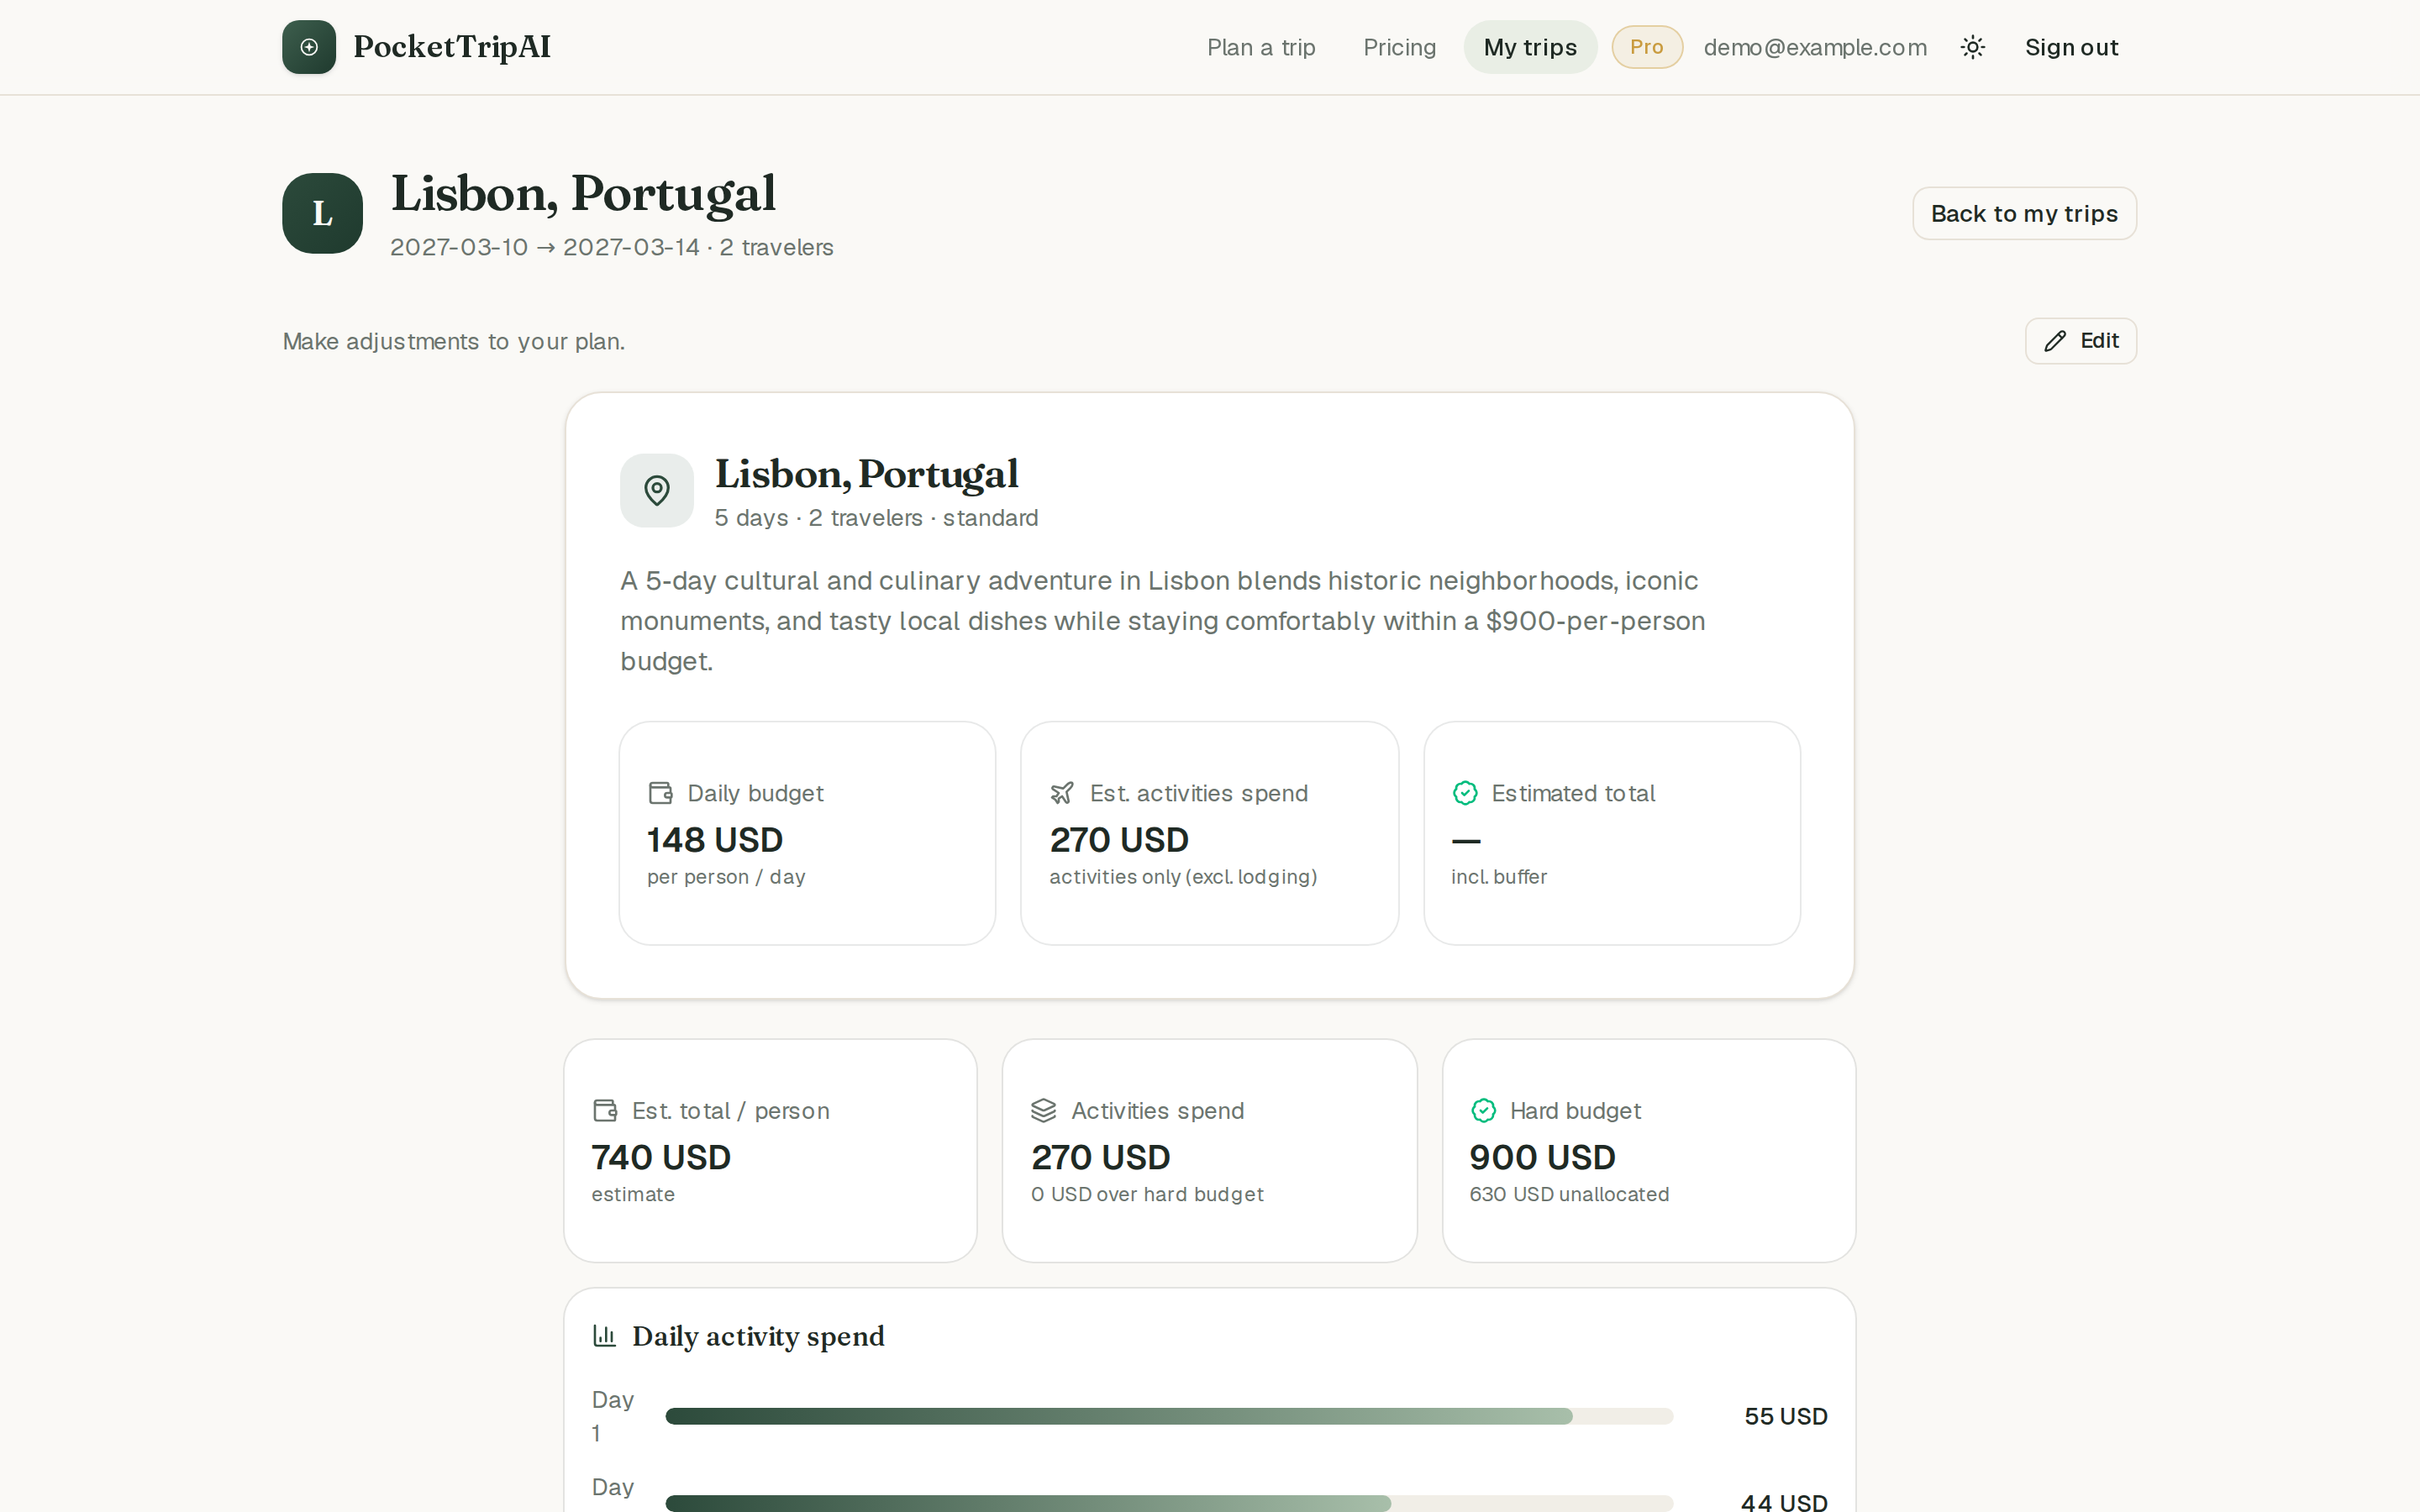 PocketTripAI
Plan a trip
Pricing
My trips
Pro
demo@example.com
Sign out
L
Lisbon, Portugal
2027-03-10 → 2027-03-14 · 2 travelers
Back to my trips
Make adjustments to your plan.
Edit
Lisbon, Portugal
5 days · 2 travelers · standard
A 5-day cultural and culinary adventure in Lisbon blends historic neighborhoods, iconic
monuments, and tasty local dishes while staying comfortably within a $900-per-person
budget.
Daily budget
148 USD
per person / day
Est. activities spend
270 USD
activities only (excl. lodging)
Estimated total
—
incl. buffer
Est. total / person
740 USD
estimate
Activities spend
270 USD
0 USD over hard budget
Hard budget
900 USD
630 USD unallocated
Daily activity spend
Day
1
55 USD
Day
44 USD